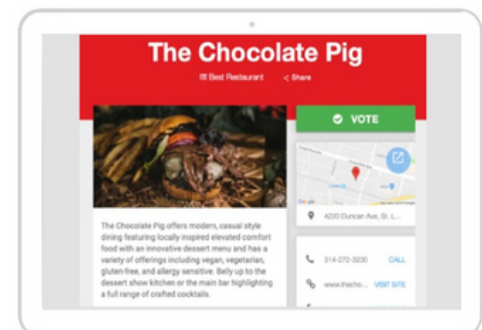 The Chocolate Pig
Best Restaurant
Share
VOTE
4220 Duncan Ave, St. L...
The Chocolate Pig offers modern, casual style
dining featuring locally inspired elevated comfort
food with an innovative dessert menu and has a
variety of offerings including vegan, vegetarian,
gluten-free, and allergy sensitive. Belly up to the
dessert show kitchen or the main bar highlighting
a full range of crafted cocktails.
314-272-3230 CALL
www.thecho... VISIT SITE